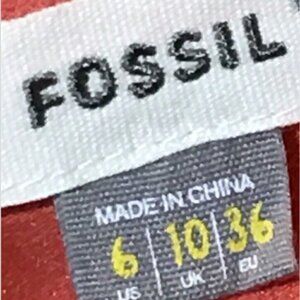 FOSSIL
MADE IN CHINA
6 | 10 | 36
US UK EU